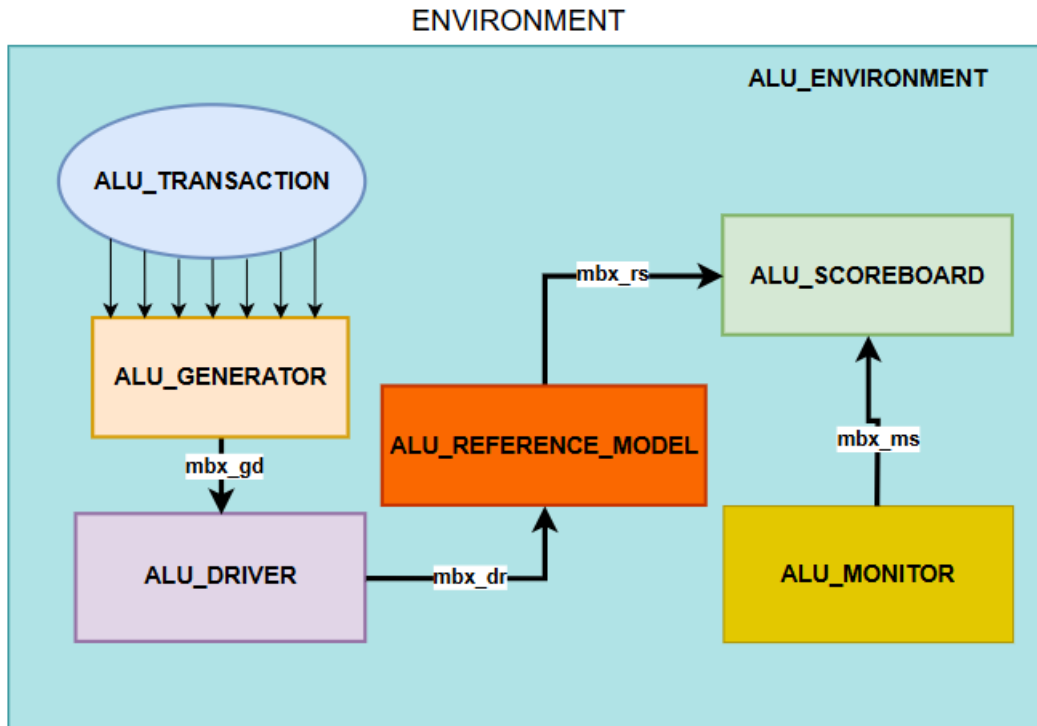 ENVIRONMENT
ALU_ENVIRONMENT
ALU_TRANSACTION
mbx_rs
ALU_SCOREBOARD
ALU_GENERATOR
ALU_REFERENCE_MODEL
mbx_ms
mbx_gd
ALU_DRIVER
mbx_dr
ALU_MONITOR